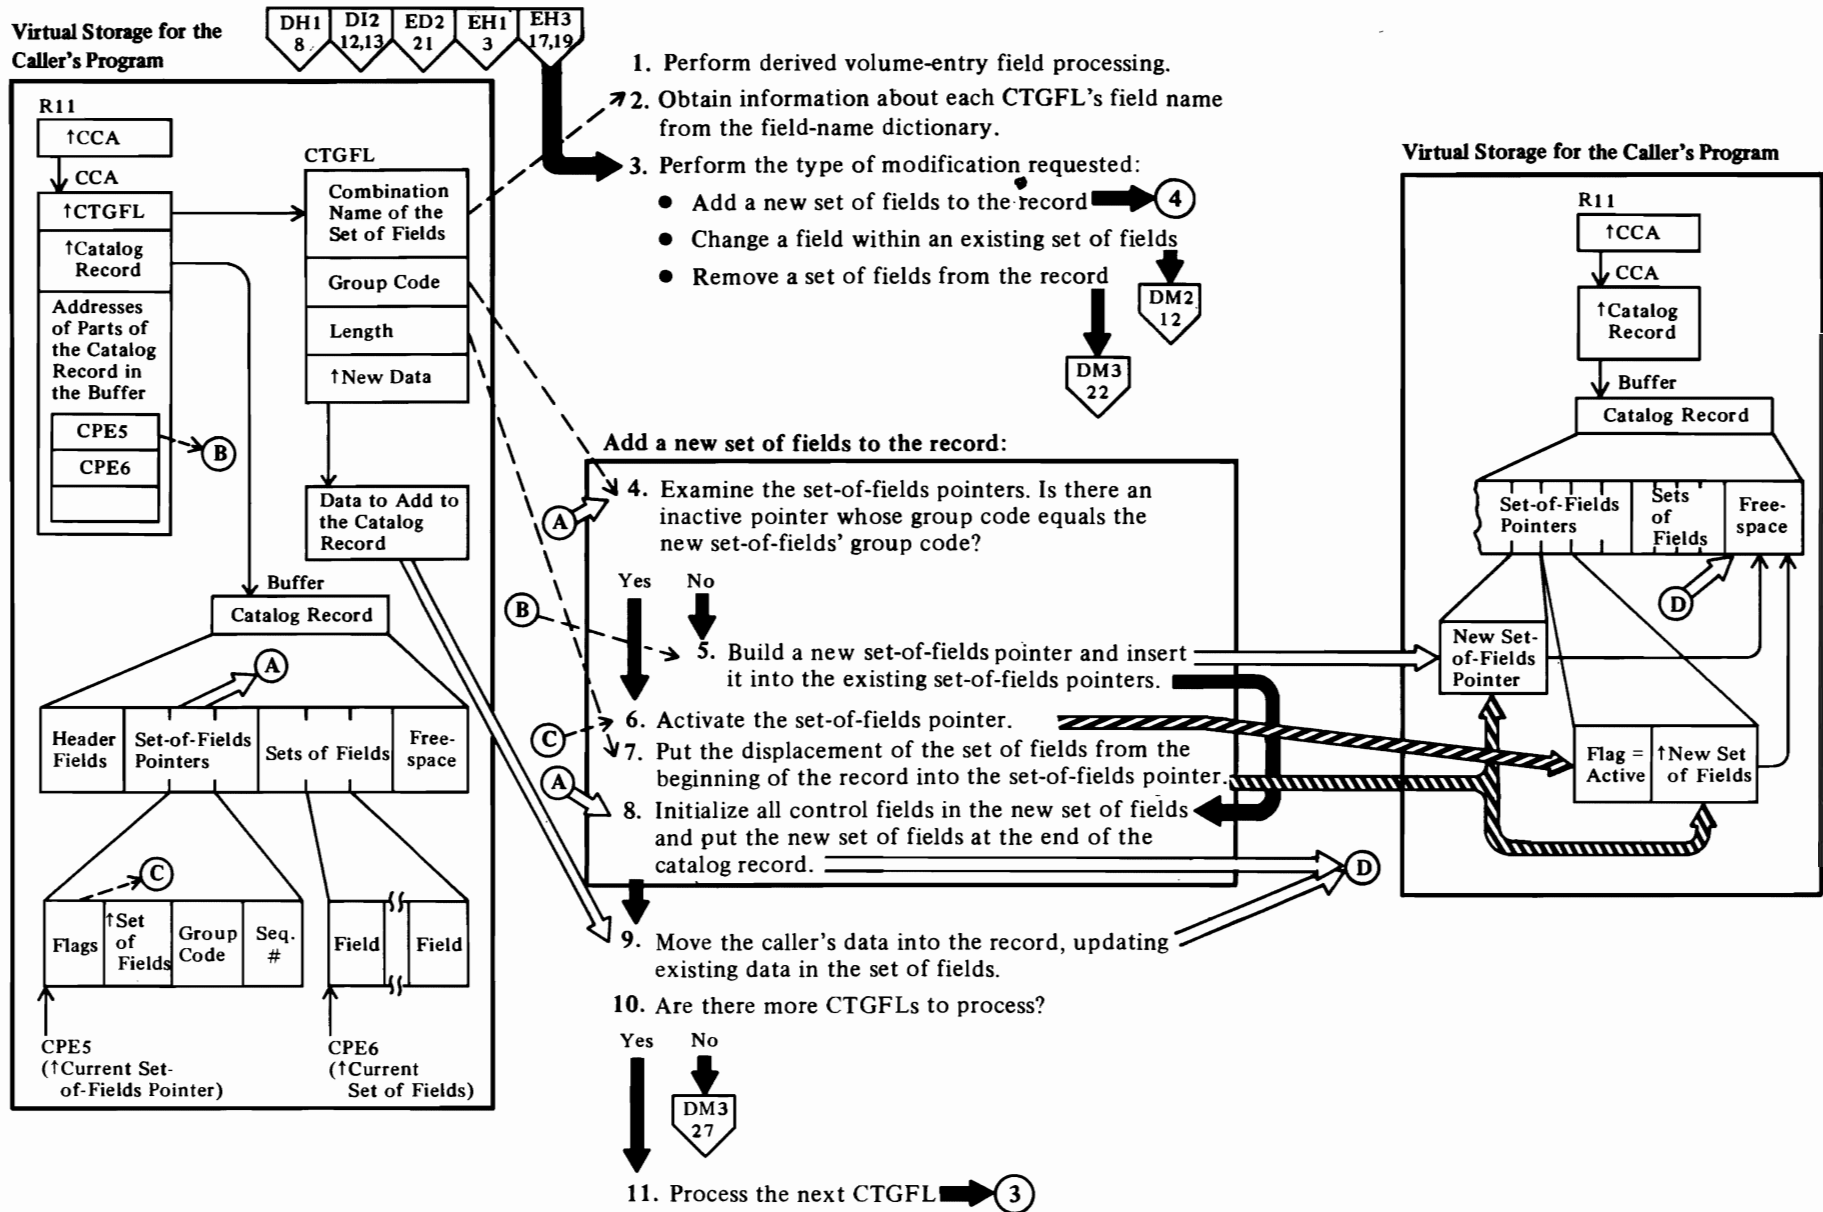 Virtual Storage for the
Caller's Program
DH1
8
DI2
12,13
ED2
21
EH1
3
EH3
17,19
R11
↑CCA
CCA
↑CTGFL
↑Catalog
Record
Addresses
of Parts of
the Catalog
Record in
the Buffer
CPE5
CPE6
B
CTGFL
Combination
Name of the
Set of Fields
Group Code
Length
↑New Data
Data to Add to
the Catalog
Record
Buffer
Catalog Record
A
Header
Fields
Set-of-Fields
Pointers
Sets of Fields
Free-
space
C
Flags
↑Set
of
Fields
Group
Code
Seq.
#
Field
Field
CPE5
(↑Current Set-
of-Fields Pointer)
CPE6
(↑Current
Set of Fields)
1. Perform derived volume-entry field processing.
2. Obtain information about each CTGFL's field name
from the field-name dictionary.
3. Perform the type of modification requested:
● Add a new set of fields to the record
4
● Change a field within an existing set of fields
● Remove a set of fields from the record
DM2
12
DM3
22
Add a new set of fields to the record:
A
4. Examine the set-of-fields pointers. Is there an
inactive pointer whose group code equals the
new set-of-fields' group code?
Yes No
B
5. Build a new set-of-fields pointer and insert
it into the existing set-of-fields pointers.
C
6. Activate the set-of-fields pointer.
7. Put the displacement of the set of fields from the
beginning of the record into the set-of-fields pointer.
A
8. Initialize all control fields in the new set of fields
and put the new set of fields at the end of the
catalog record.
D
9. Move the caller's data into the record, updating
existing data in the set of fields.
10. Are there more CTGFLs to process?
Yes No
DM3
27
11. Process the next CTGFL
3
Virtual Storage for the Caller's Program
R11
↑CCA
CCA
↑Catalog
Record
Buffer
Catalog Record
Set-of-Fields
Pointers
Sets
of
Fields
Free-
space
D
New Set-
of-Fields
Pointer
Flag =
Active
↑New Set
of Fields